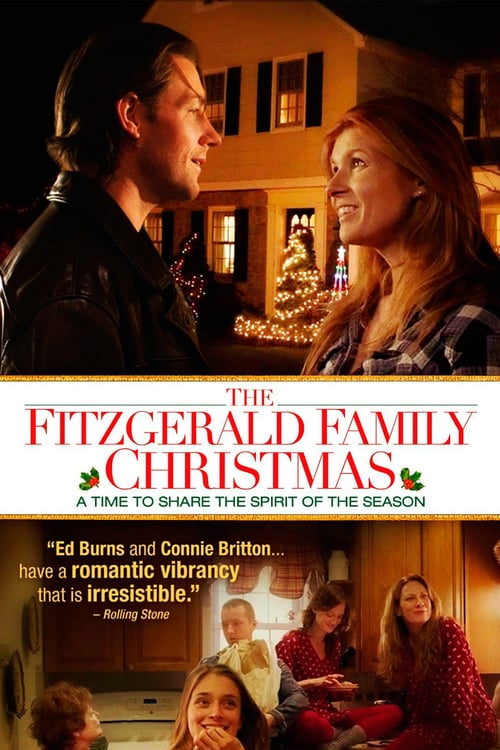 THE
FITZGERALD FAMILY
CHRISTMAS
A TIME TO SHARE THE SPIRIT OF THE SEASON
“Ed Burns and Connie Britton...
have a romantic vibrancy
that is irresistible.”
– Rolling Stone